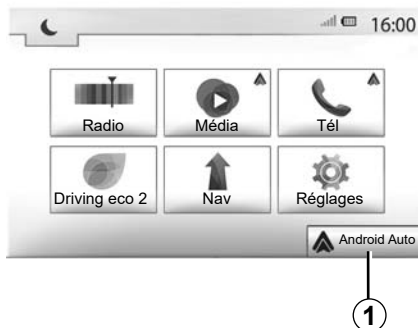 16:00
Radio
Média
Tél
Driving eco 2
Nav
Réglages
Android Auto
1